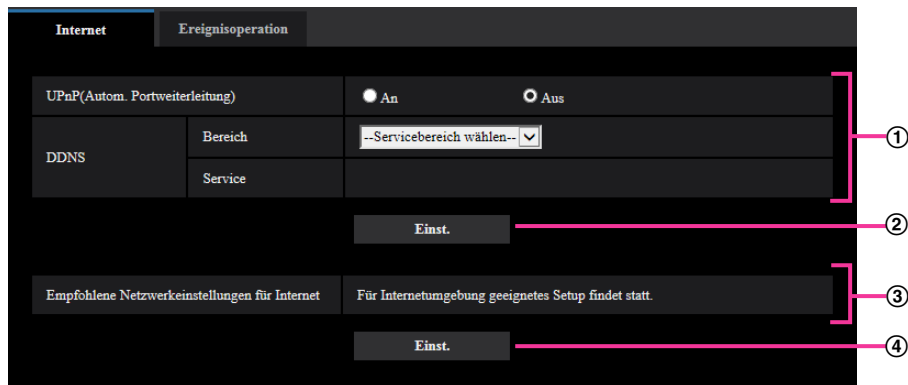 Internet Ereignisoperation
UPnP(Autom. Portweiterleitung) An Aus
DDNS Bereich --Servicebereich wählen--
Service
Einst.
Empfohlene Netzwerkeinstellungen für Internet Für Internetumgebung geeignetes Setup findet statt.
Einst.
①
②
③
④